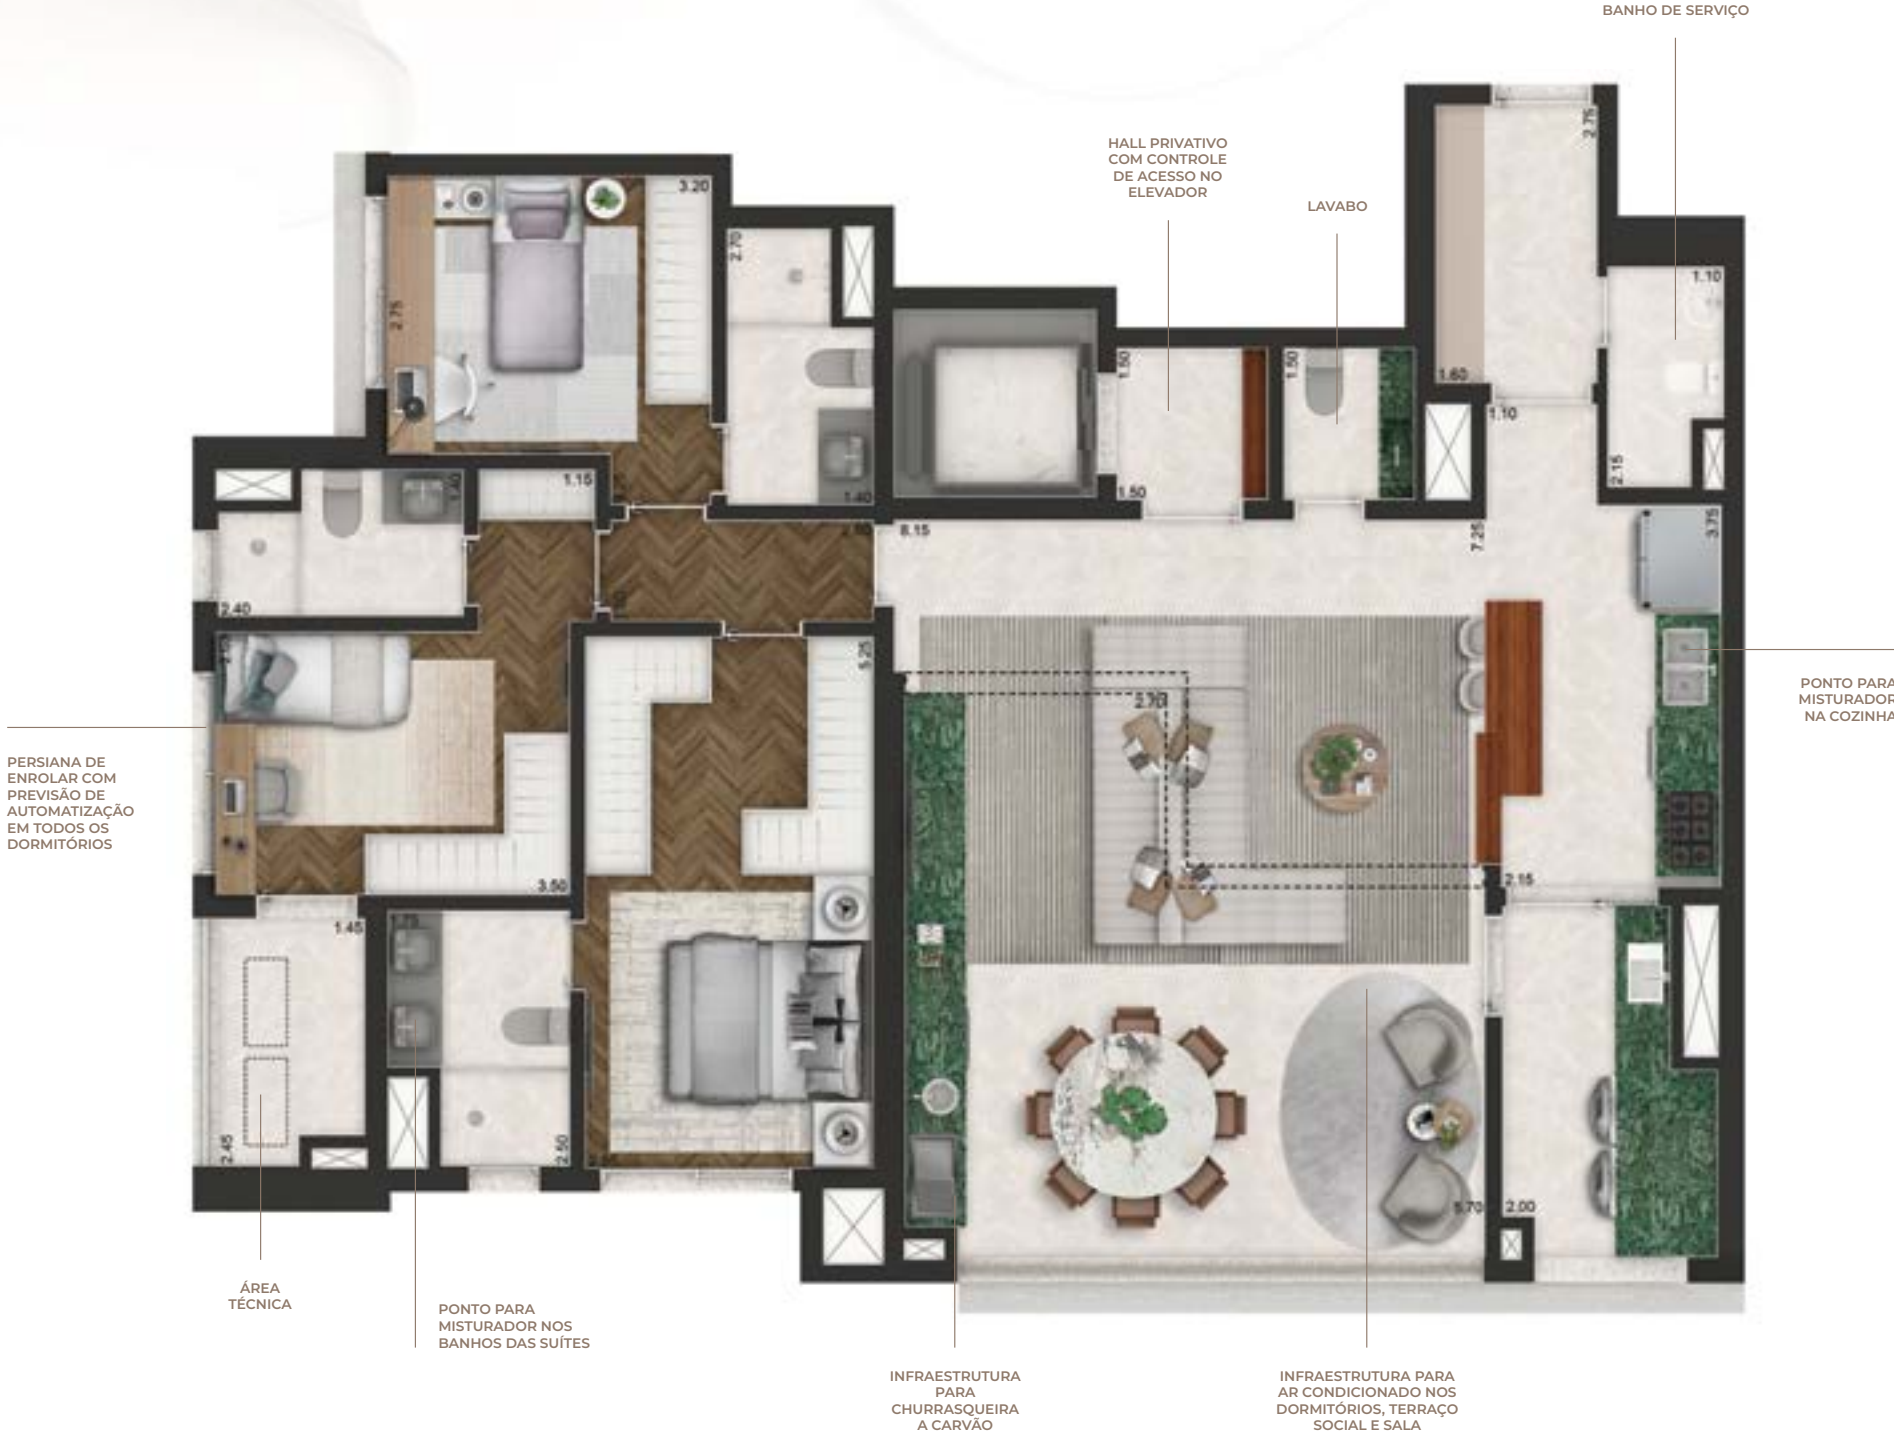 BANHO DE SERVIÇO
HALL PRIVATIVO
COM CONTROLE
DE ACESSO NO
ELEVADOR
LAVABO
2.75
3.20
2.70
2.75
1.10
1.50
1.50
1.60
1.10
2.15
1.15
1.40
1.50
8.15
7.25
3.75
2.40
5.25
2.70
PONTO PARA
MISTURADOR
NA COZINHA
PERSIANA DE
ENROLAR COM
PREVISÃO DE
AUTOMATIZAÇÃO
EM TODOS OS
DORMITÓRIOS
3.50
2.15
1.45
2.45
2.50
5.70
2.00
ÁREA
TÉCNICA
PONTO PARA
MISTURADOR NOS
BANHOS DAS SUÍTES
INFRAESTRUTURA
PARA
CHURRASQUEIRA
A CARVÃO
INFRAESTRUTURA PARA
AR CONDICIONADO NOS
DORMITÓRIOS, TERRAÇO
SOCIAL E SALA